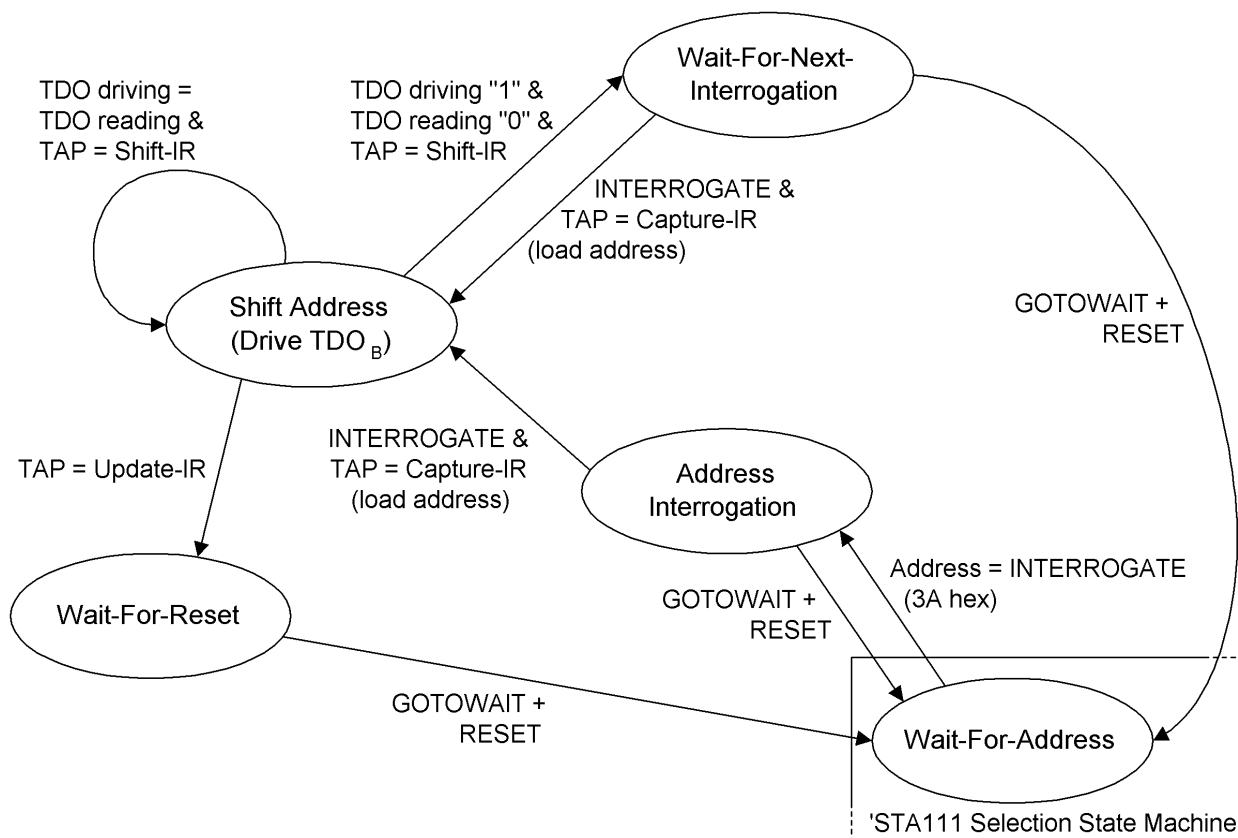 Wait-For-Next-
Interrogation
TDO driving =
TDO reading &
TAP = Shift-IR
TDO driving "1" &
TDO reading "0" &
TAP = Shift-IR
INTERROGATE &
TAP = Capture-IR
(load address)
Shift Address
(Drive TDO B)
GOTOWAIT +
RESET
TAP = Update-IR
INTERROGATE &
TAP = Capture-IR
(load address)
Address
Interrogation
Wait-For-Reset
GOTOWAIT +
RESET
Address = INTERROGATE
(3A hex)
GOTOWAIT +
RESET
Wait-For-Address
'STA111 Selection State Machine